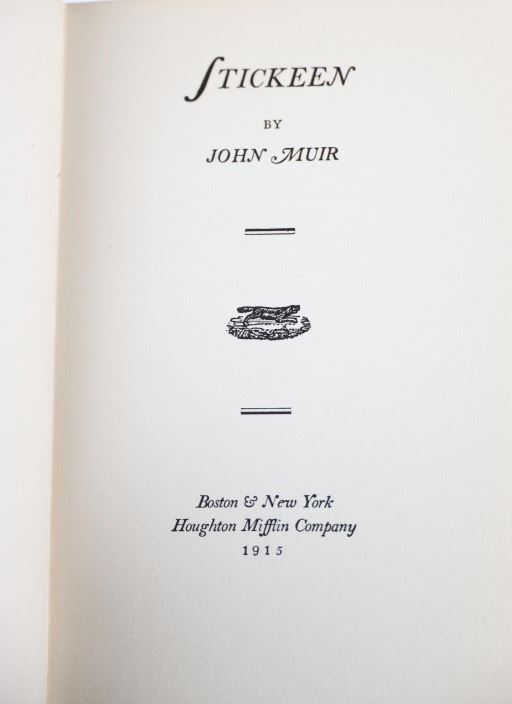 STICKEEN
BY
JOHN MUIR
Boston & New York
Houghton Mifflin Company
1915